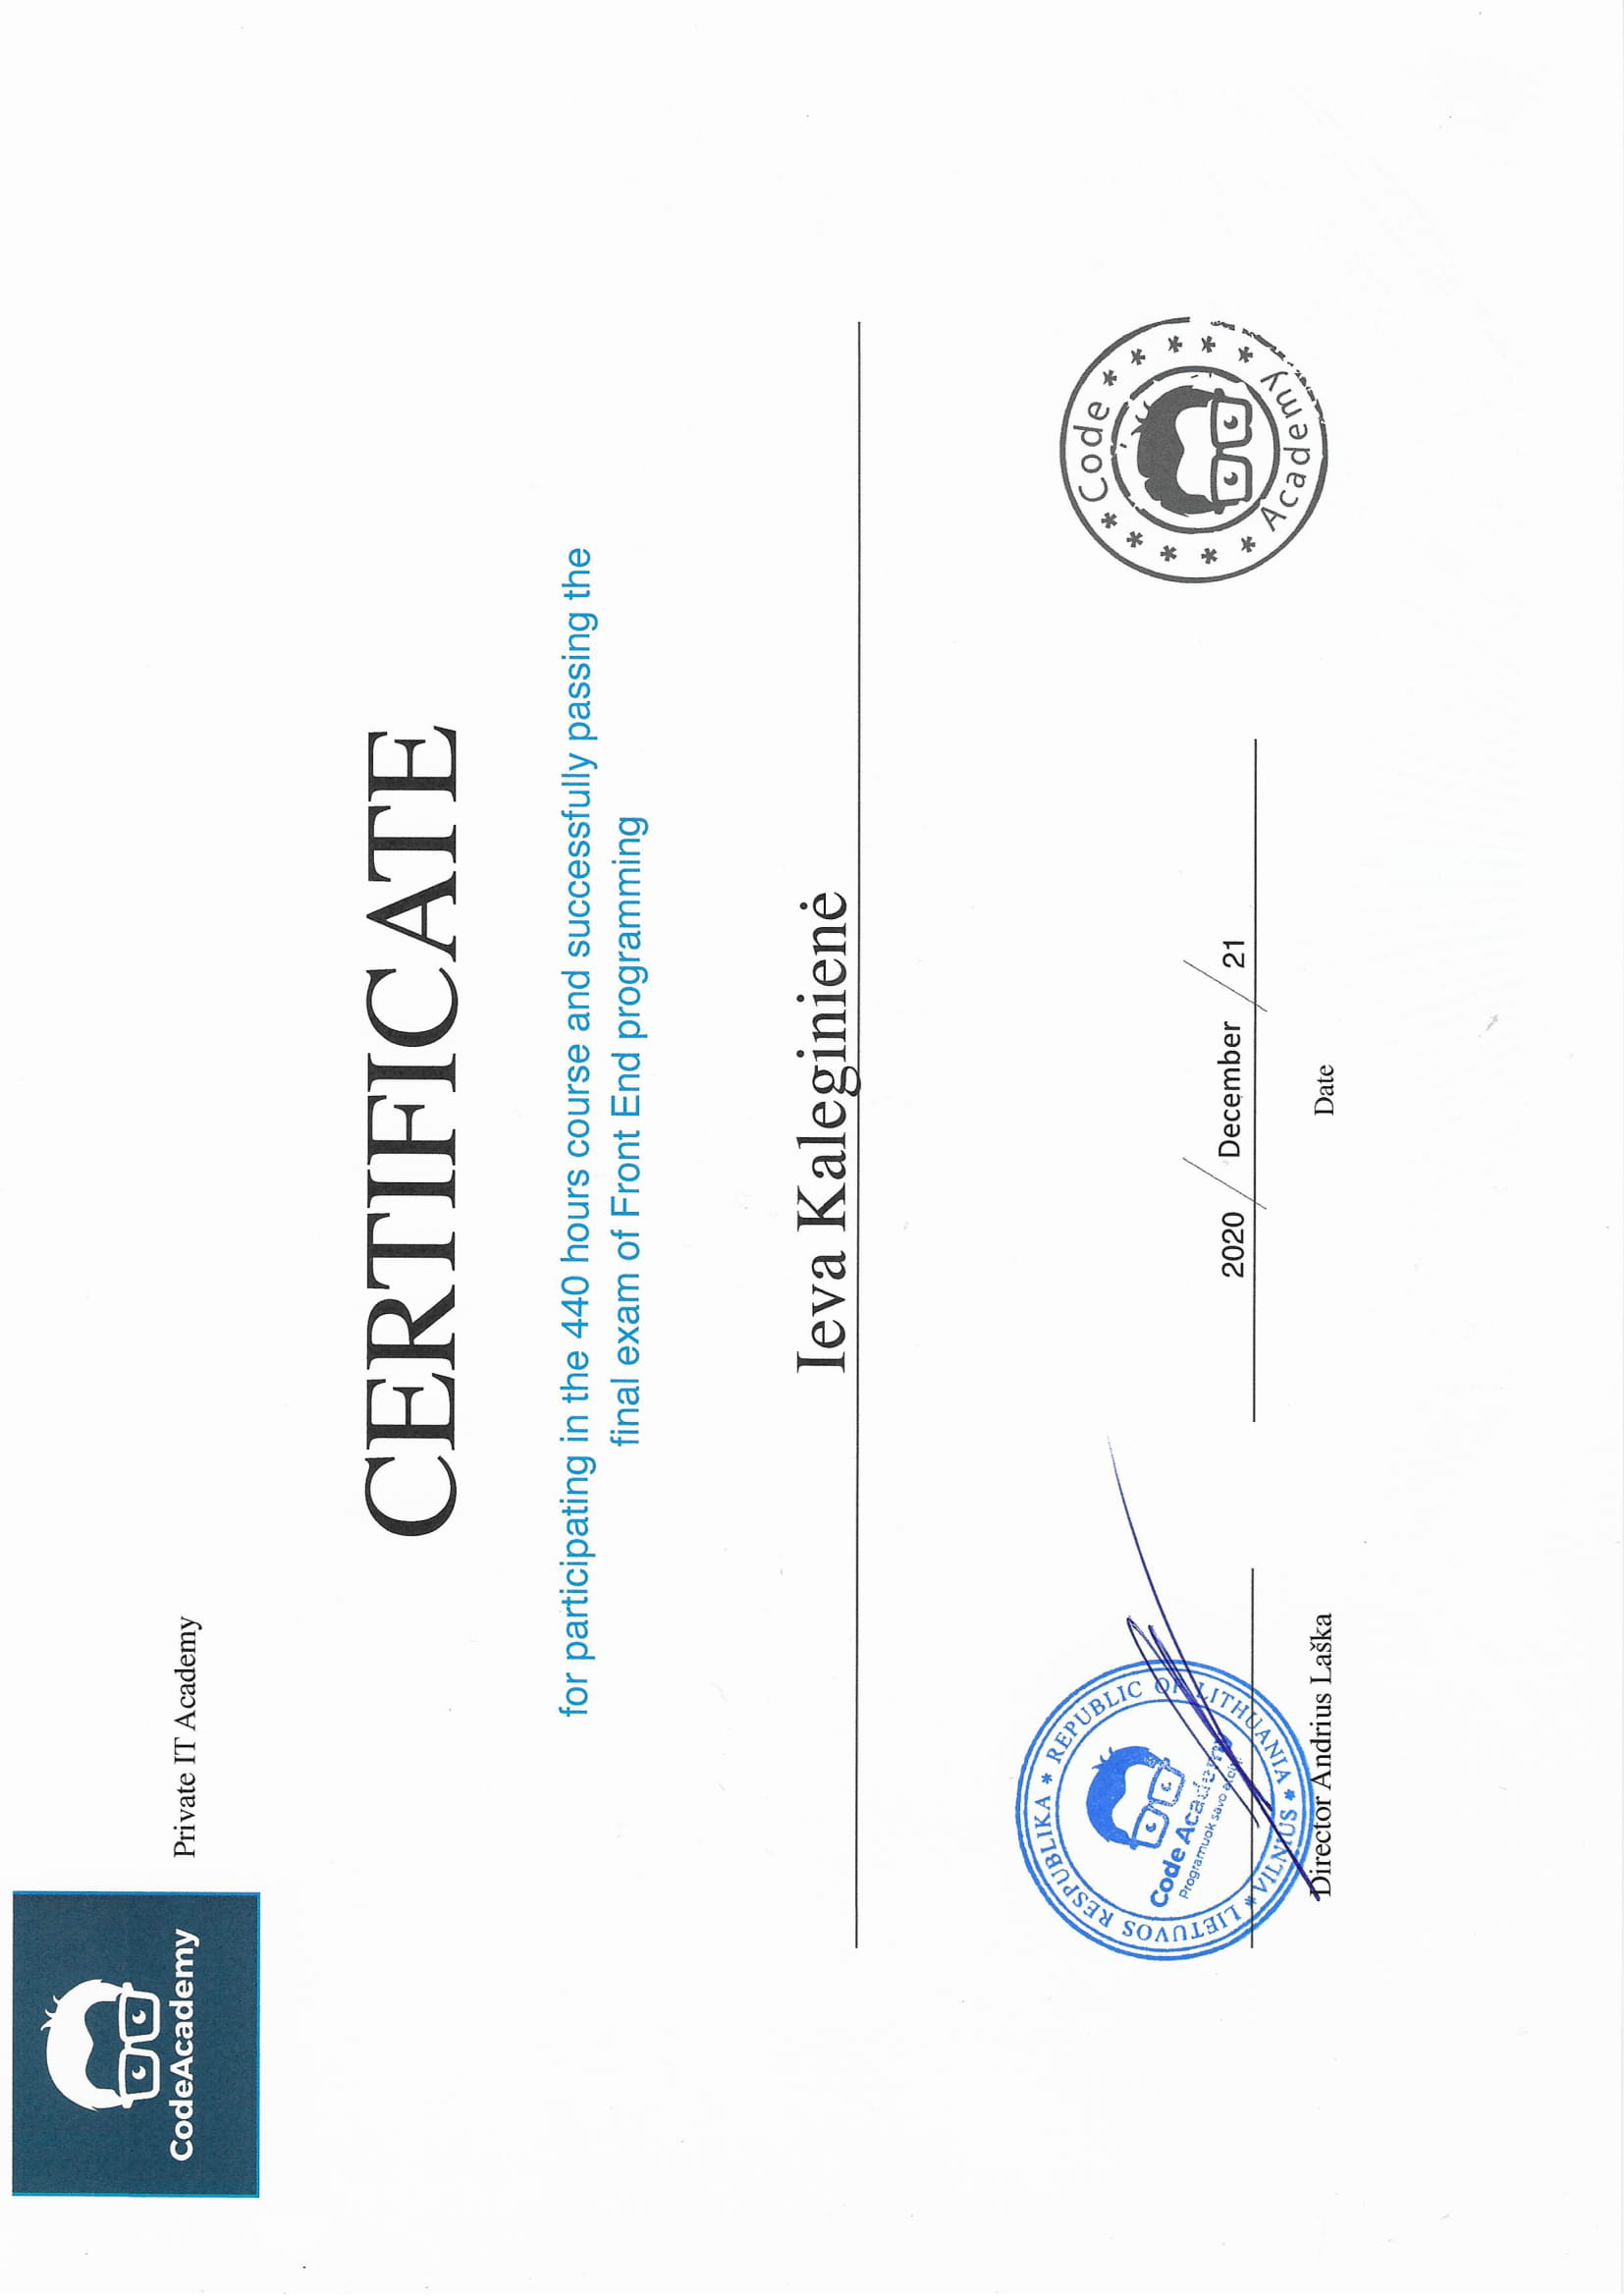 CodeAcademy
Private IT Academy
CERTIFICATE
for participating in the 440 hours course and successfully passing the
final exam of Front End programming
Ieva Kaleginienė
LIETUVOS RESPUBLIKA * REPUBLIC OF LITHUANIA * VILNIUS *
Code Academy
Programuok savo
2020 / December / 21
Director Andrius Laška
Date
Code
Academy